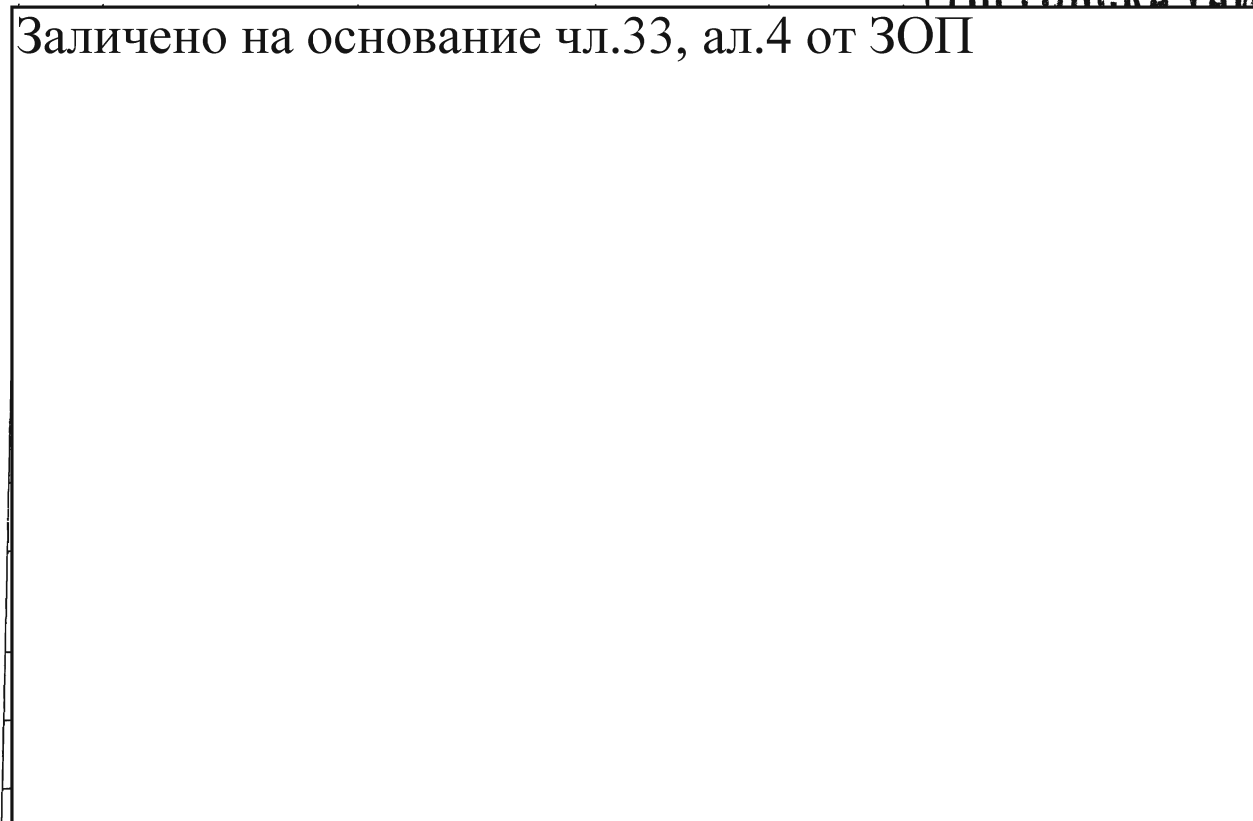 Заличено на основание чл.33, ал.4 от ЗОП